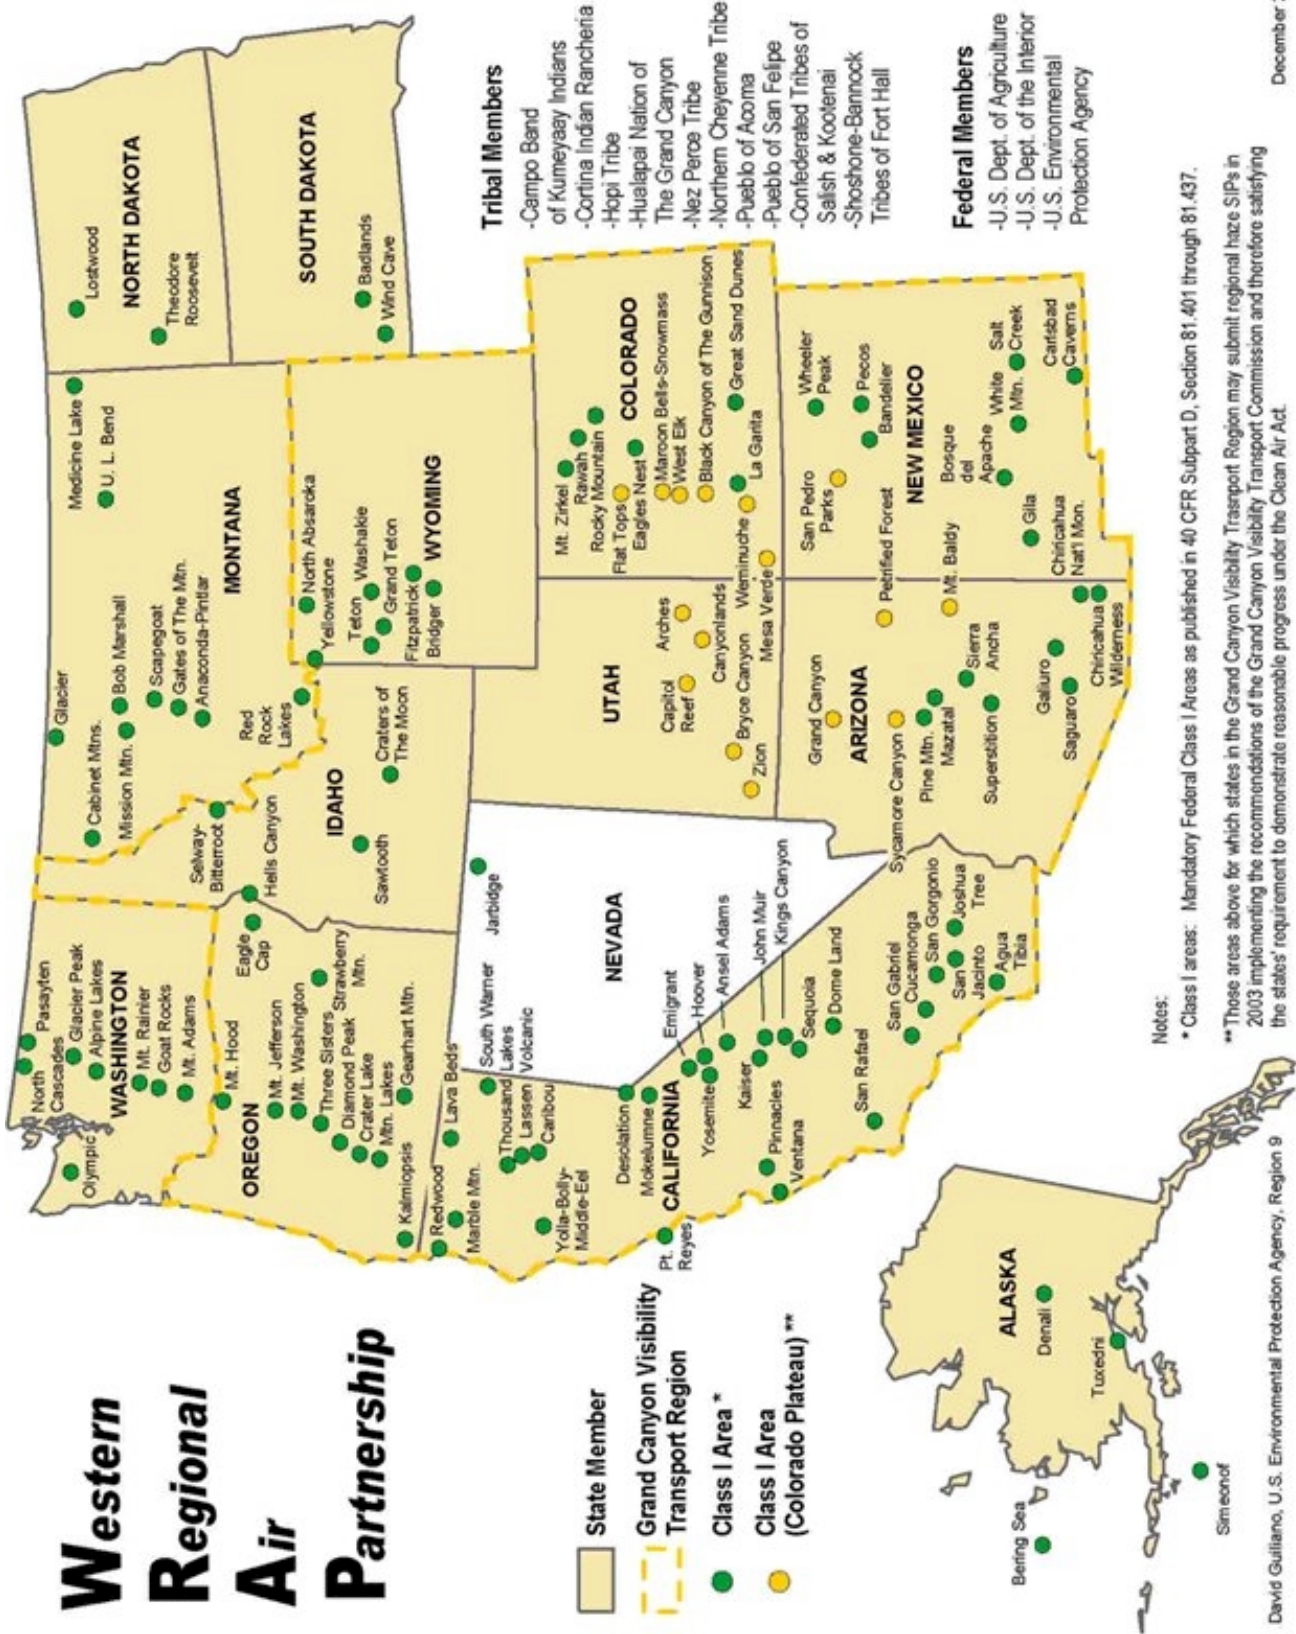 Western
Regional
Air
Partnership
State Member
Grand Canyon Visibility
Transport Region
Class I Area *
Class I Area
(Colorado Plateau) **
North
Cascades
Pasayten
Glacier Peak
Alpine Lakes
Olympic
WASHINGTON
Mt. Rainier
Goat Rocks
Mt. Adams
Mt. Hood
OREGON
Mt. Jefferson
Mt. Washington
Three Sisters
Diamond Peak
Crater Lake
Mtn. Lakes
Gearhart Mtn.
Kalmiopsis
Strawberry
Mtn.
Eagle
Cap
Hells Canyon
Selway-
Bitterroot
IDAHO
Sawtooth
Craters of
The Moon
Glacier
Cabinet Mtns.
Mission Mtn.
Bob Marshall
Scapegoat
Gates of The Mtn.
Anaconda-Pintlar
Red
Rock
Lakes
Medicine Lake
U. L. Bend
MONTANA
Lostwood
NORTH DAKOTA
Theodore
Roosevelt
SOUTH DAKOTA
Badlands
Wind Cave
North Absaroka
Yellowstone
Teton
Washakie
Grand Teton
Fitzpatrick
Bridger
WYOMING
Redwood
Marble Mtn.
Lava Beds
South Warner
Thousand
Lakes
Lassen
Volcanic
Caribou
Yolla-Bolly-
Middle-Eel
Desolation
Mokelumne
CALIFORNIA
Pt.
Reyes
Emigrant
Hoover
Yosemite
Ansel Adams
Kaiser
John Muir
Kings Canyon
Pinnacles
Ventana
Sequoia
Dome Land
San Rafael
San Gabriel
Cucamonga
San Gorgonio
San
Jacinto
Joshua
Tree
Agua
Tibia
Jarbidge
NEVADA
UTAH
Arches
Canyonlands
Capitol
Reef
Bryce Canyon
Zion
Mt. Zirkel
Rawah
Rocky Mountain
Flat Tops
Eagles Nest
COLORADO
Maroon Bells-Snowmass
West Elk
Black Canyon of The Gunnison
Great Sand Dunes
La Garita
Weminuche
Mesa Verde
Grand Canyon
ARIZONA
Sycamore Canyon
Pine Mtn.
Mazatal
Petrified Forest
Mt. Baldy
Sierra
Ancha
Superstition
Galiuro
Saguaro
Chiricahua
Nat'l Mon.
Chiricahua
Wilderness
San Pedro
Parks
Wheeler
Peak
Pecos
Bandelier
NEW MEXICO
Bosque
del
Apache
White
Mtn.
Salt
Creek
Gila
Carlsbad
Caverns
ALASKA
Denali
Tuxedni
Bering Sea
Simeonof
Tribal Members
-Campo Band
of Kumeyaay Indians
-Cortina Indian Rancheria
-Hopi Tribe
-Hualapai Nation of
The Grand Canyon
-Nez Perce Tribe
-Northern Cheyenne Tribe
-Pueblo of Acoma
-Pueblo of San Felipe
-Confederated Tribes of
Salish & Kootenai
-Shoshone-Bannock
Tribes of Fort Hall
Federal Members
-U.S. Dept. of Agriculture
-U.S. Dept. of the Interior
-U.S. Environmental
Protection Agency
Notes:
* Class I areas: Mandatory Federal Class I Areas as published in 40 CFR Subpart D, Section 81.401 through 81.437.
** Those areas above for which states in the Grand Canyon Visibility Trasnport Region may submit regional haze SIPs in
2003 implementing the recommendations of the Grand Canyon Visibility Transport Commission and therefore satisfying
the states' requirement to demonstrate reasonable progress under the Clean Air Act.
David Guiliano, U.S. Environmental Protection Agency, Region 9
December